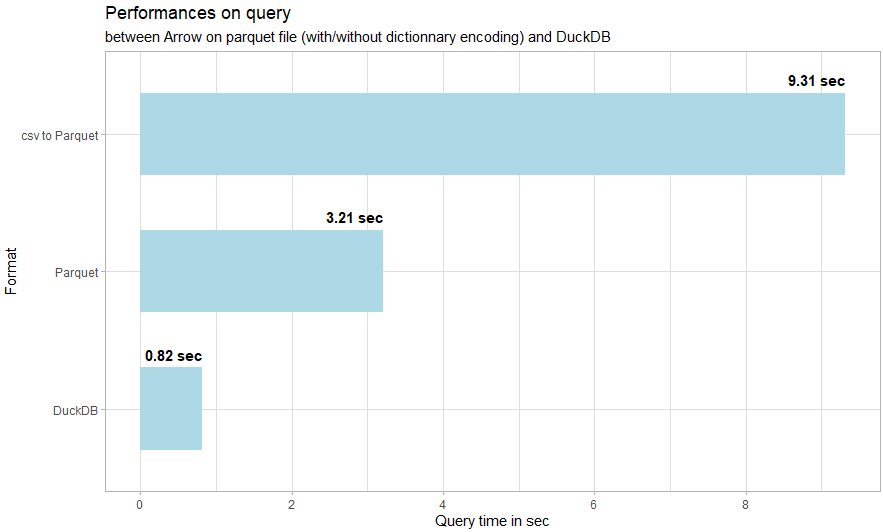 Performances on query
between Arrow on parquet file (with/without dictionnary encoding) and DuckDB
9.31 sec
csv to Parquet
3.21 sec
Parquet
Format
0.82 sec
DuckDB
0 2 4 6 8
Query time in sec